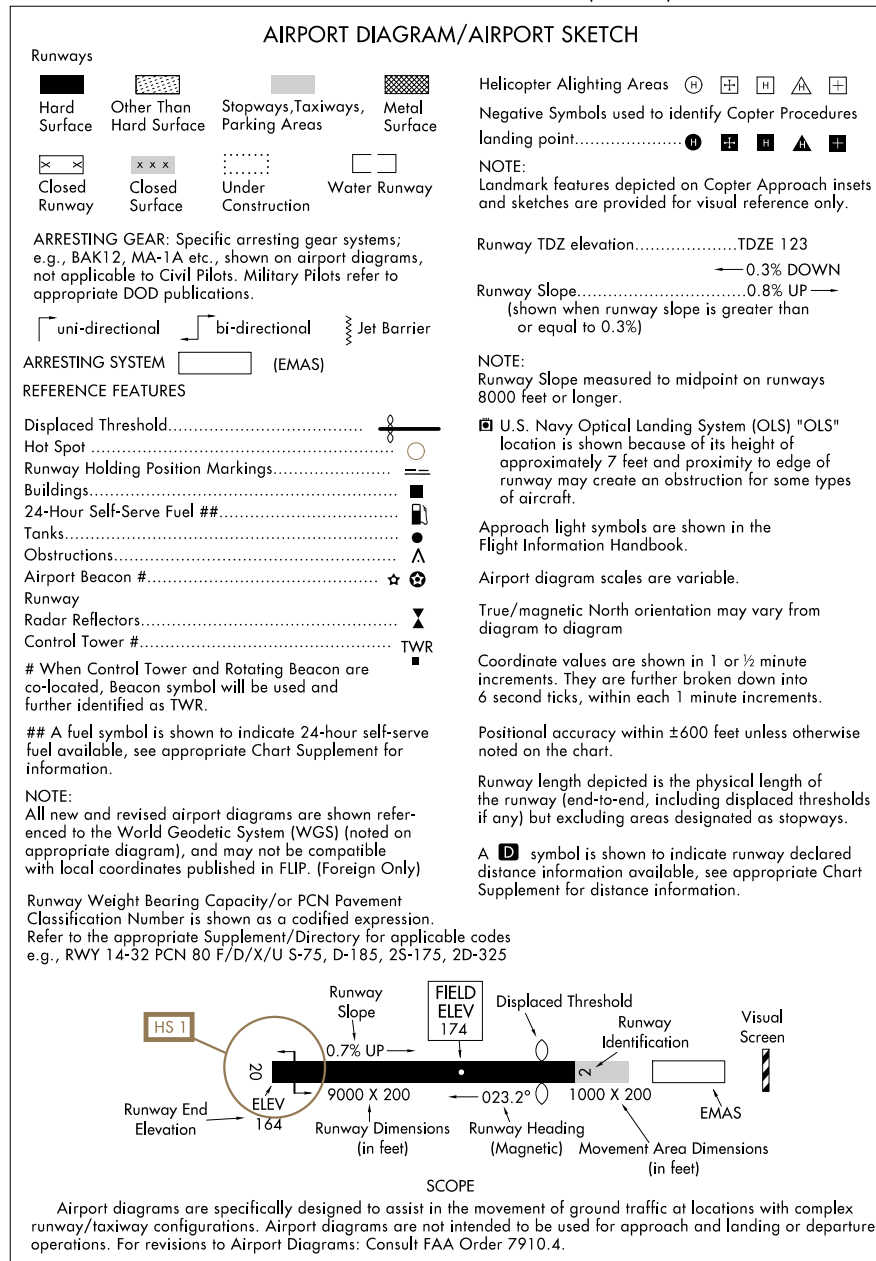 AIRPORT DIAGRAM/AIRPORT SKETCH
Runways
Hard
Surface
Other Than
Hard Surface
Stopways,Taxiways,
Parking Areas
Metal
Surface
x x
Closed
Runway
x x x
Closed
Surface
Under
Construction
Water Runway
ARRESTING GEAR: Specific arresting gear systems;
e.g., BAK12, MA-1A etc., shown on airport diagrams,
not applicable to Civil Pilots. Military Pilots refer to
appropriate DOD publications.
uni-directional
bi-directional
Jet Barrier
ARRESTING SYSTEM (EMAS)
REFERENCE FEATURES
Displaced Threshold
Hot Spot
Runway Holding Position Markings
Buildings
24-Hour Self-Serve Fuel ##
Tanks
Obstructions
Airport Beacon #
Runway
Radar Reflectors
Control Tower # TWR
# When Control Tower and Rotating Beacon are
co-located, Beacon symbol will be used and
further identified as TWR.
## A fuel symbol is shown to indicate 24-hour self-serve
fuel available, see appropriate Chart Supplement for
information.
NOTE:
All new and revised airport diagrams are shown refer-
enced to the World Geodetic System (WGS) (noted on
appropriate diagram), and may not be compatible
with local coordinates published in FLIP. (Foreign Only)
Runway Weight Bearing Capacity/or PCN Pavement
Classification Number is shown as a codified expression.
Refer to the appropriate Supplement/Directory for applicable codes
e.g., RWY 14-32 PCN 80 F/D/X/U S-75, D-185, 2S-175, 2D-325
Helicopter Alighting Areas H H H
Negative Symbols used to identify Copter Procedures
landing point H H H
NOTE:
Landmark features depicted on Copter Approach insets
and sketches are provided for visual reference only.
Runway TDZ elevation....................TDZE 123
0.3% DOWN
Runway Slope...............................0.8% UP
(shown when runway slope is greater than
or equal to 0.3%)
NOTE:
Runway Slope measured to midpoint on runways
8000 feet or longer.
U.S. Navy Optical Landing System (OLS) "OLS"
location is shown because of its height of
approximately 7 feet and proximity to edge of
runway may create an obstruction for some types
of aircraft.
Approach light symbols are shown in the
Flight Information Handbook.
Airport diagram scales are variable.
True/magnetic North orientation may vary from
diagram to diagram
Coordinate values are shown in 1 or ½ minute
increments. They are further broken down into
6 second ticks, within each 1 minute increments.
Positional accuracy within ±600 feet unless otherwise
noted on the chart.
Runway length depicted is the physical length of
the runway (end-to-end, including displaced thresholds
if any) but excluding areas designated as stopways.
A D symbol is shown to indicate runway declared
distance information available, see appropriate Chart
Supplement for distance information.
HS 1
Runway
Slope
0.7% UP
FIELD
ELEV
174
Displaced Threshold
Runway
Identification
Visual
Screen
20
2
ELEV
164
Runway End
Elevation
9000 X 200
Runway Dimensions
(in feet)
023.2°
Runway Heading
(Magnetic)
1000 X 200
Movement Area Dimensions
(in feet)
EMAS
SCOPE
Airport diagrams are specifically designed to assist in the movement of ground traffic at locations with complex
runway/taxiway configurations. Airport diagrams are not intended to be used for approach and landing or departure
operations. For revisions to Airport Diagrams: Consult FAA Order 7910.4.